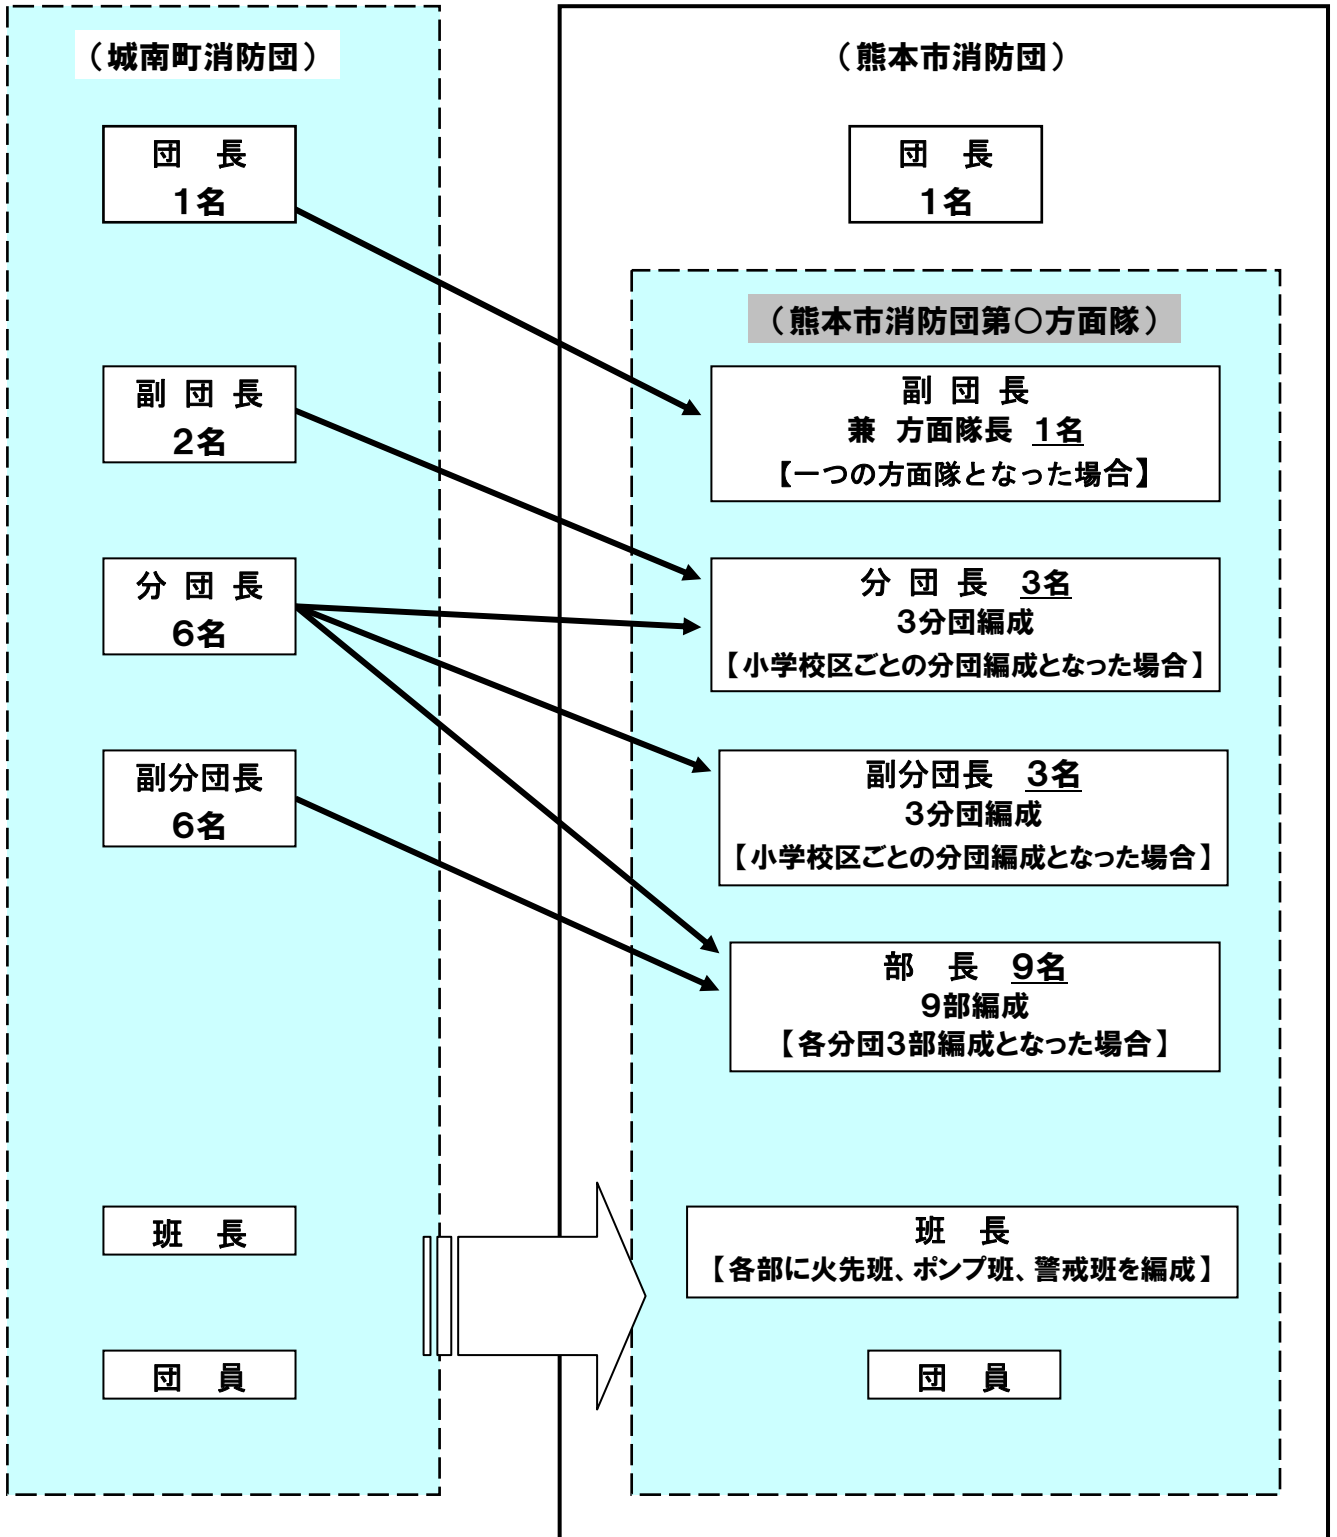 （城南町消防団）
団　長
1名
副 団 長
2名
分 団 長
6名
副分団長
6名
班　長
団　員
（熊本市消防団）
団　長
1名
（熊本市消防団第○方面隊）
副 団 長
兼　方面隊長 1名
【一つの方面隊となった場合】
分 団 長　3名
3分団編成
【小学校区ごとの分団編成となった場合】
副分団長　3名
3分団編成
【小学校区ごとの分団編成となった場合】
部　長　9名
9部編成
【各分団3部編成となった場合】
班　長
【各部に火先班、ポンプ班、警戒班を編成】
団　員